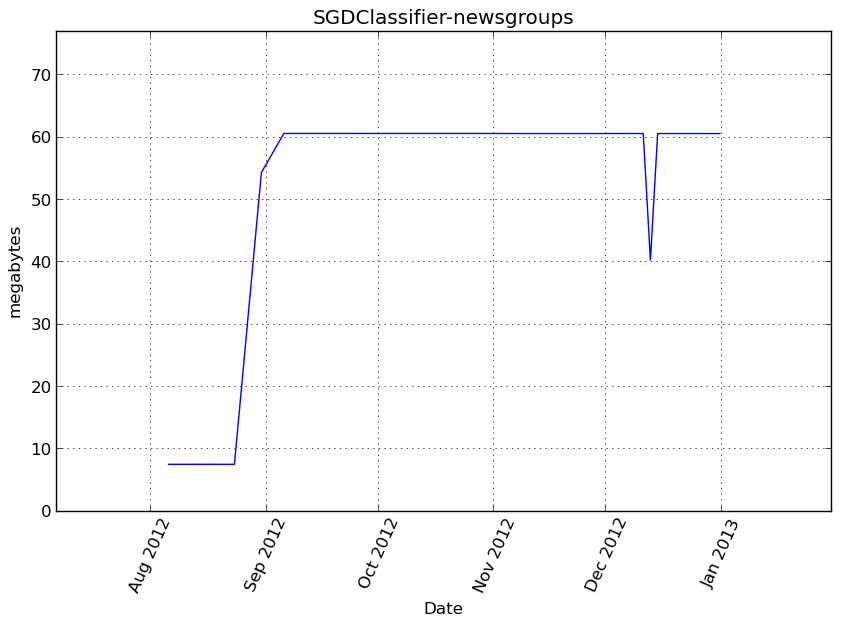 SGDClassifier-newsgroups
megabytes
70
60
50
40
30
20
10
0
Aug 2012
Sep 2012
Oct 2012
Nov 2012
Dec 2012
Jan 2013
Date